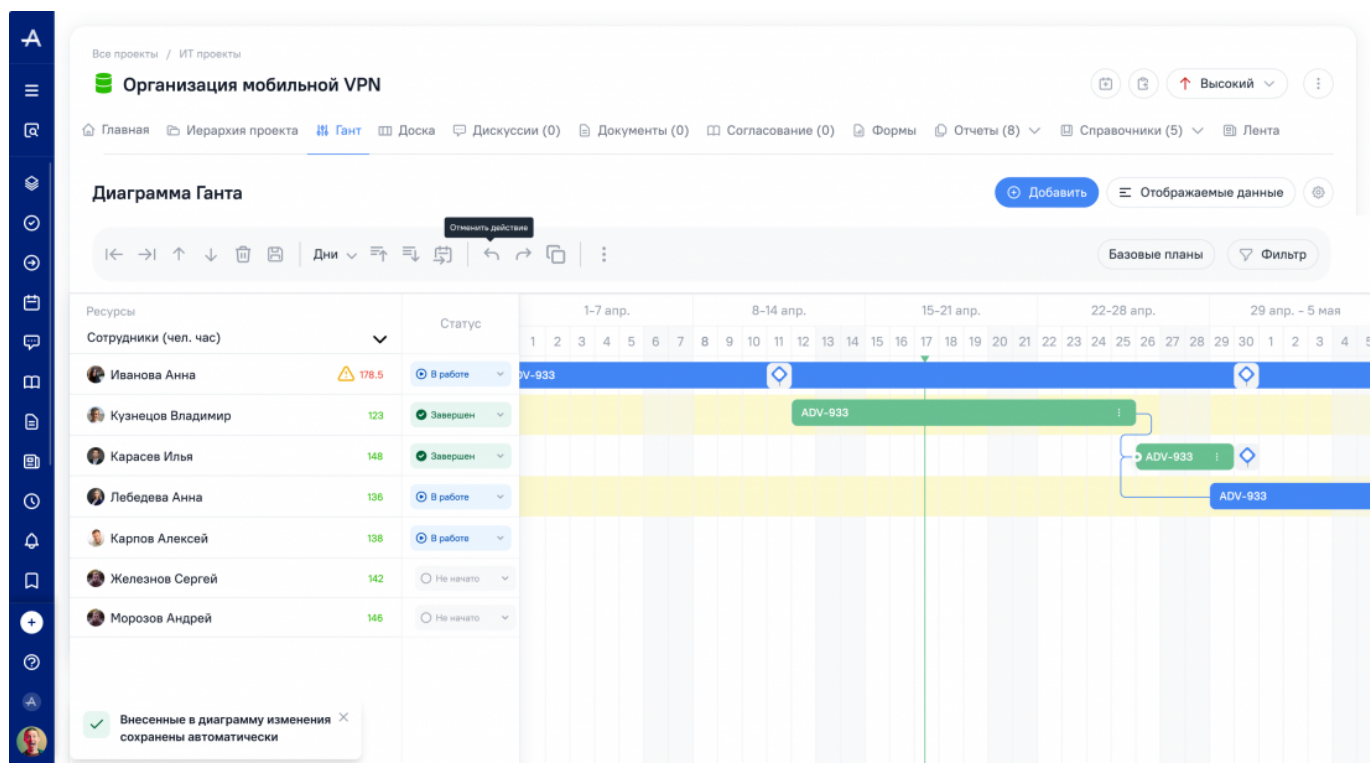 Все проекты / ИТ проекты
Организация мобильной VPN
Высокий
Главная Иерархия проекта Гант Доска Дискуссии (0) Документы (0) Согласование (0) Формы Отчеты (8) Справочники (5) Лента
Диаграмма Ганта
Добавить Отображаемые данные
Отменить действие
Дни Базовые планы Фильтр
Ресурсы Статус 1-7 апр. 8-14 апр. 15-21 апр. 22-28 апр. 29 апр. - 5 мая
Сотрудники (чел. час) 1 2 3 4 5 6 7 8 9 10 11 12 13 14 15 16 17 18 19 20 21 22 23 24 25 26 27 28 29 30 1 2 3 4 5
Иванова Анна 178.5 В работе DV-933
Кузнецов Владимир 123 Завершен ADV-933
Карасев Илья 148 Завершен ADV-933
Лебедева Анна 136 В работе ADV-933
Карпов Алексей 138 В работе
Железнов Сергей 142 Не начато
Морозов Андрей 146 Не начато
Внесенные в диаграмму изменения
сохранены автоматически